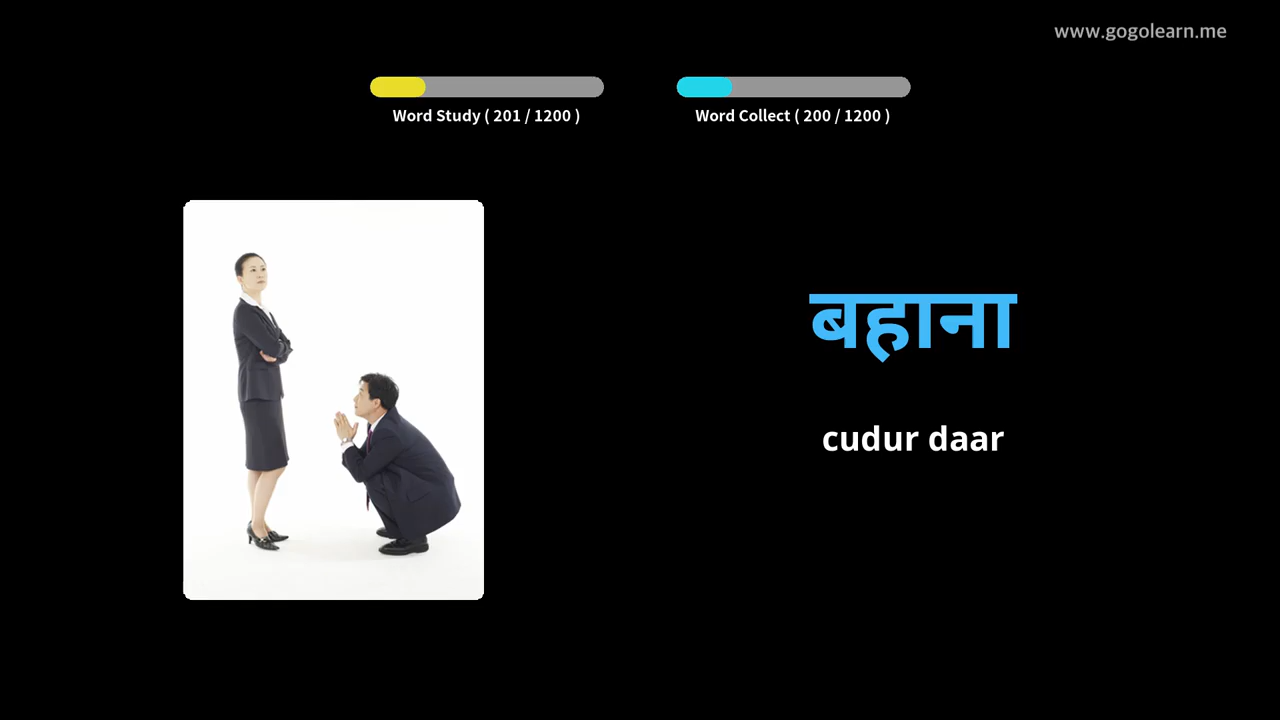 www.gogolearn.me
Word Study ( 201 / 1200 )
Word Collect ( 200 / 1200 )
बहाना
cudur daar